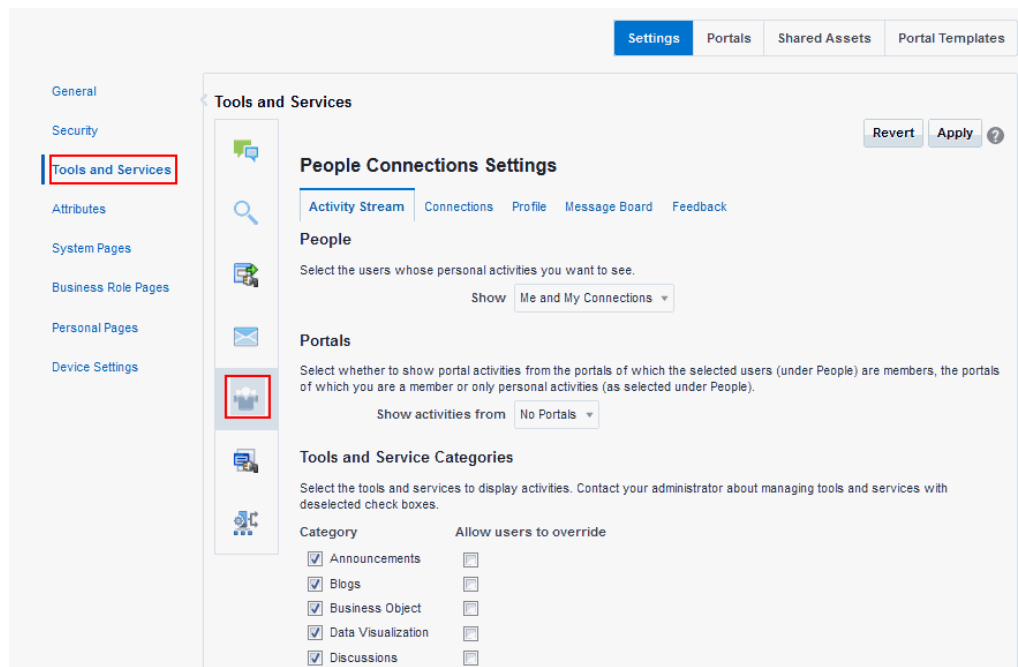 Settings
Portals
Shared Assets
Portal Templates
General
Security
Tools and Services
Attributes
System Pages
Business Role Pages
Personal Pages
Device Settings
Tools and Services
Revert
Apply
?
People Connections Settings
Activity Stream
Connections
Profile
Message Board
Feedback
People
Select the users whose personal activities you want to see.
Show Me and My Connections
Portals
Select whether to show portal activities from the portals of which the selected users (under People) are members, the portals
of which you are a member or only personal activities (as selected under People).
Show activities from No Portals
Tools and Service Categories
Select the tools and services to display activities. Contact your administrator about managing tools and services with
deselected check boxes.
Category Allow users to override
Announcements
Blogs
Business Object
Data Visualization
Discussions